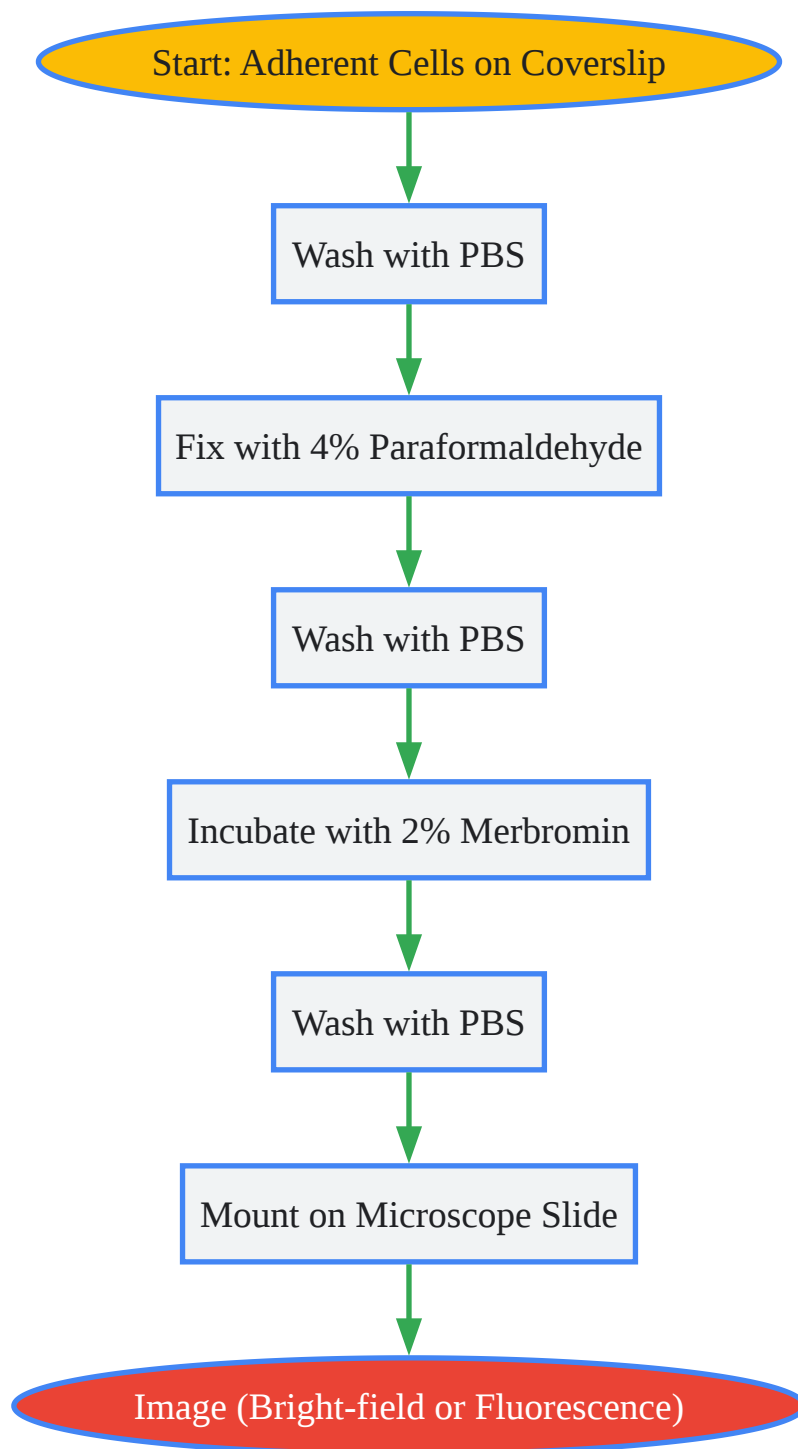 Start: Adherent Cells on Coverslip
Wash with PBS
Fix with 4% Paraformaldehyde
Wash with PBS
Incubate with 2% Merbromin
Wash with PBS
Mount on Microscope Slide
Image (Bright-field or Fluorescence)